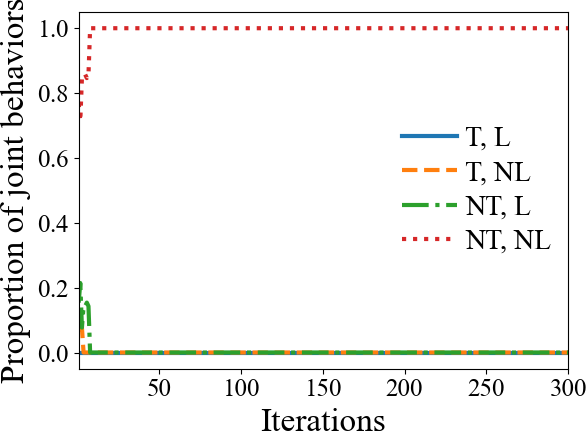 Proportion of joint behaviors
1.0
0.8
0.6
0.4
0.2
0.0
T, L
T, NL
NT, L
NT, NL
50
100
150
200
250
300
Iterations